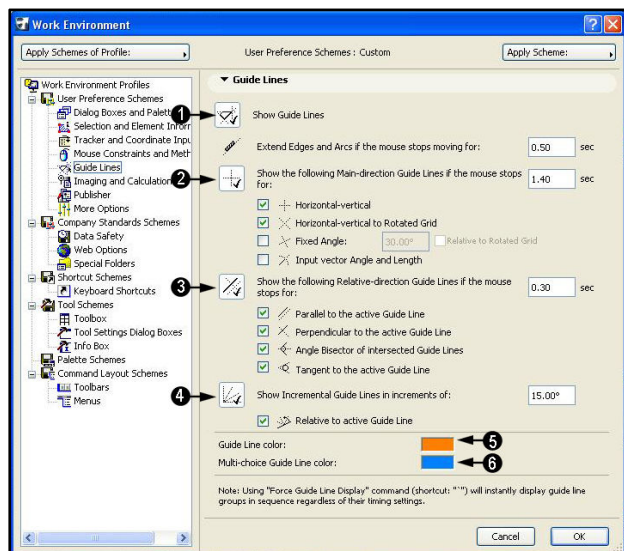 Work Environment
Apply Schemes of Profile:
User Preference Schemes : Custom
Apply Scheme:
Work Environment Profiles
User Preference Schemes
Dialog Boxes and Palett
Selection and Element Inforr
Tracker and Coordinate Inpu
Mouse Constraints and Meth
Guide Lines
Imaging and Calculation
Publisher
More Options
Company Standards Schemes
Data Safety
Web Options
Special Folders
Shortcut Schemes
Keyboard Shortcuts
Tool Schemes
Toolbox
Tool Settings Dialog Boxes
Info Box
Palette Schemes
Command Layout Schemes
Toolbars
Menus
Guide Lines
1
Show Guide Lines
Extend Edges and Arcs if the mouse stops moving for: 0.50 sec
2
Show the following Main-direction Guide Lines if the mouse stops 1.40 sec
for:
Horizontal-vertical
Horizontal-vertical to Rotated Grid
Fixed Angle: 30.00° Relative to Rotated Grid
Input vector Angle and Length
3
Show the following Relative-direction Guide Lines if the mouse 0.30 sec
stops for:
Parallel to the active Guide Line
Perpendicular to the active Guide Line
Angle Bisector of intersected Guide Lines
Tangent to the active Guide Line
4
Show Incremental Guide Lines in increments of: 15.00°
Relative to active Guide Line
Guide Line color: 5
Multi-choice Guide Line color: 6
Note: Using "Force Guide Line Display" command (shortcut: "`") will instantly display guide line
groups in sequence regardless of their timing settings.
Cancel OK